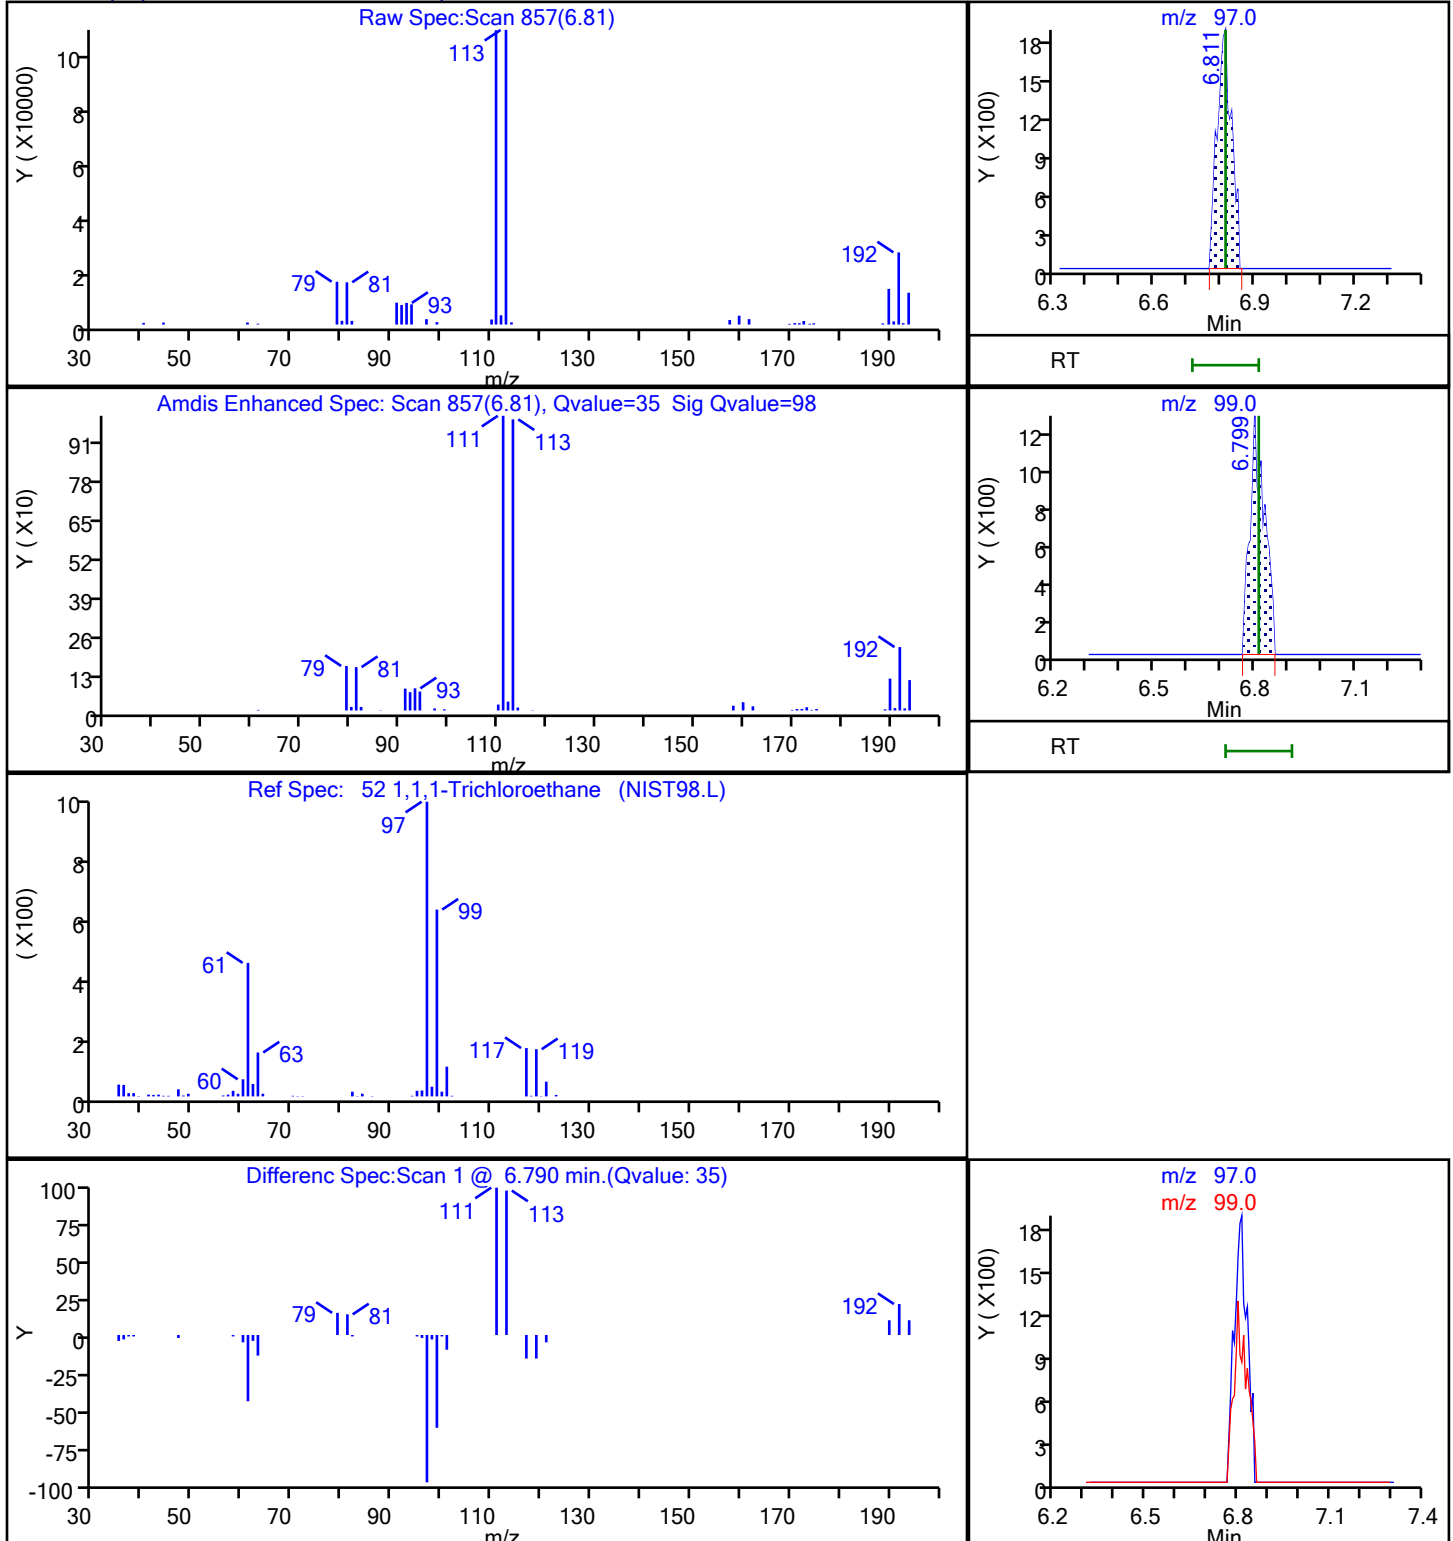 Raw Spec:Scan 857(6.81)
Y ( X10000)
10
8
6
4
2
0
113
79
81
93
192
30 50 70 90 110 130 150 170 190
m/z
m/z 97.0
Y ( X100)
18
15
12
9
6
3
0
6.811
6.3 6.6 6.9 7.2
Min
RT
Amdis Enhanced Spec: Scan 857(6.81), Qvalue=35 Sig Qvalue=98
Y ( X10)
91
78
65
52
39
26
13
0
111
113
79
81
93
192
30 50 70 90 110 130 150 170 190
m/z
m/z 99.0
Y ( X100)
12
10
8
6
4
2
0
6.799
6.2 6.5 6.8 7.1
Min
RT
Ref Spec: 52 1,1,1-Trichloroethane (NIST98.L)
( X100)
10
8
6
4
2
0
97
99
61
63
60
117
119
30 50 70 90 110 130 150 170 190
Differenc Spec:Scan 1 @ 6.790 min.(Qvalue: 35)
Y
100
75
50
25
0
-25
-50
-75
-100
111
113
79
81
192
30 50 70 90 110 130 150 170 190
m/z
m/z 97.0
m/z 99.0
Y ( X100)
18
15
12
9
6
3
0
6.2 6.5 6.8 7.1 7.4
Min